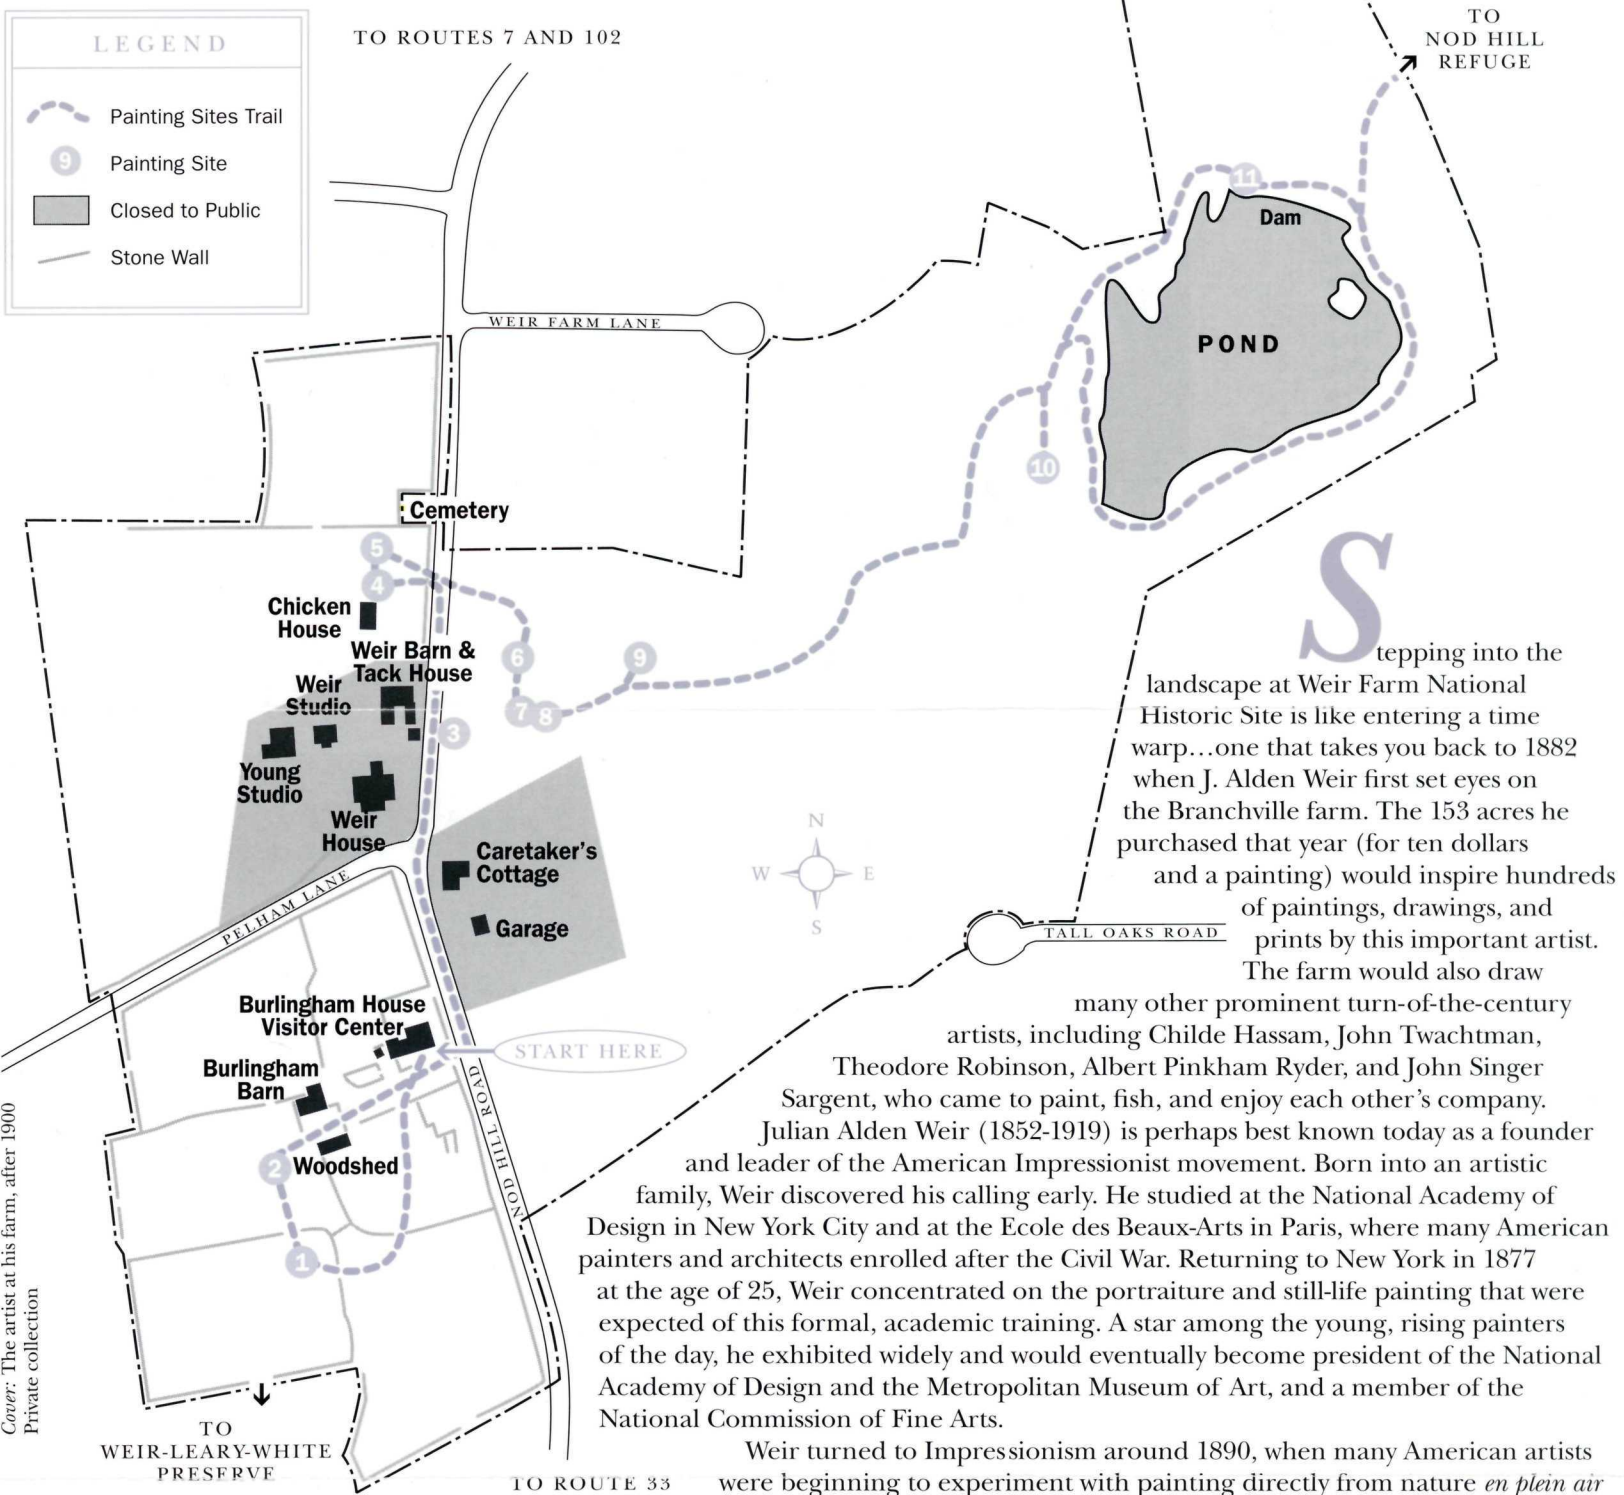 LEGEND
Painting Sites Trail
9
Painting Site
Closed to Public
Stone Wall
TO ROUTES 7 AND 102
TO
NOD HILL
REFUGE
11
Dam
POND
WEIR FARM LANE
10
Cemetery
5
4
Chicken
House
Weir Barn &
Tack House
Weir
Studio
6
9
7
8
3
Young
Studio
Weir
House
Caretaker's
Cottage
Garage
PELHAM LANE
N
W
E
S
TALL OAKS ROAD
Burlingham House
Visitor Center
START HERE
Burlingham
Barn
NOD HILL ROAD
2
Woodshed
1
TO
WEIR-LEARY-WHITE
PRESERVE
TO ROUTE 33
Cover: The artist at his farm, after 1900
Private collection
Stepping into the
landscape at Weir Farm National
Historic Site is like entering a time
warp…one that takes you back to 1882
when J. Alden Weir first set eyes on
the Branchville farm. The 153 acres he
purchased that year (for ten dollars
and a painting) would inspire hundreds
of paintings, drawings, and
prints by this important artist.
The farm would also draw
many other prominent turn-of-the-century
artists, including Childe Hassam, John Twachtman,
Theodore Robinson, Albert Pinkham Ryder, and John Singer
Sargent, who came to paint, fish, and enjoy each other's company.
Julian Alden Weir (1852-1919) is perhaps best known today as a founder
and leader of the American Impressionist movement. Born into an artistic
family, Weir discovered his calling early. He studied at the National Academy of
Design in New York City and at the Ecole des Beaux-Arts in Paris, where many American
painters and architects enrolled after the Civil War. Returning to New York in 1877
at the age of 25, Weir concentrated on the portraiture and still-life painting that were
expected of this formal, academic training. A star among the young, rising painters
of the day, he exhibited widely and would eventually become president of the National
Academy of Design and the Metropolitan Museum of Art, and a member of the
National Commission of Fine Arts.
Weir turned to Impressionism around 1890, when many American artists
were beginning to experiment with painting directly from nature en plein air